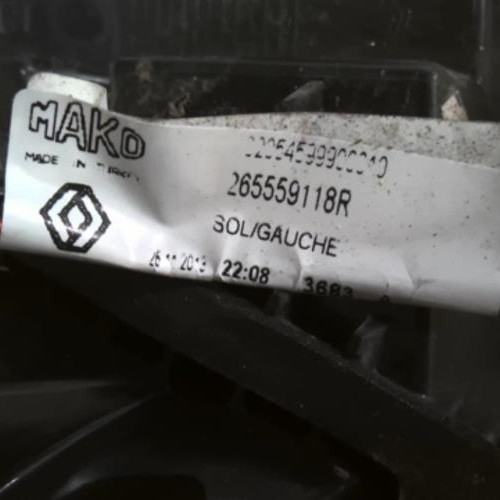 MAKO
MADE IN TURKEY
265559118R
SOL/GAUCHE
22:08 3683